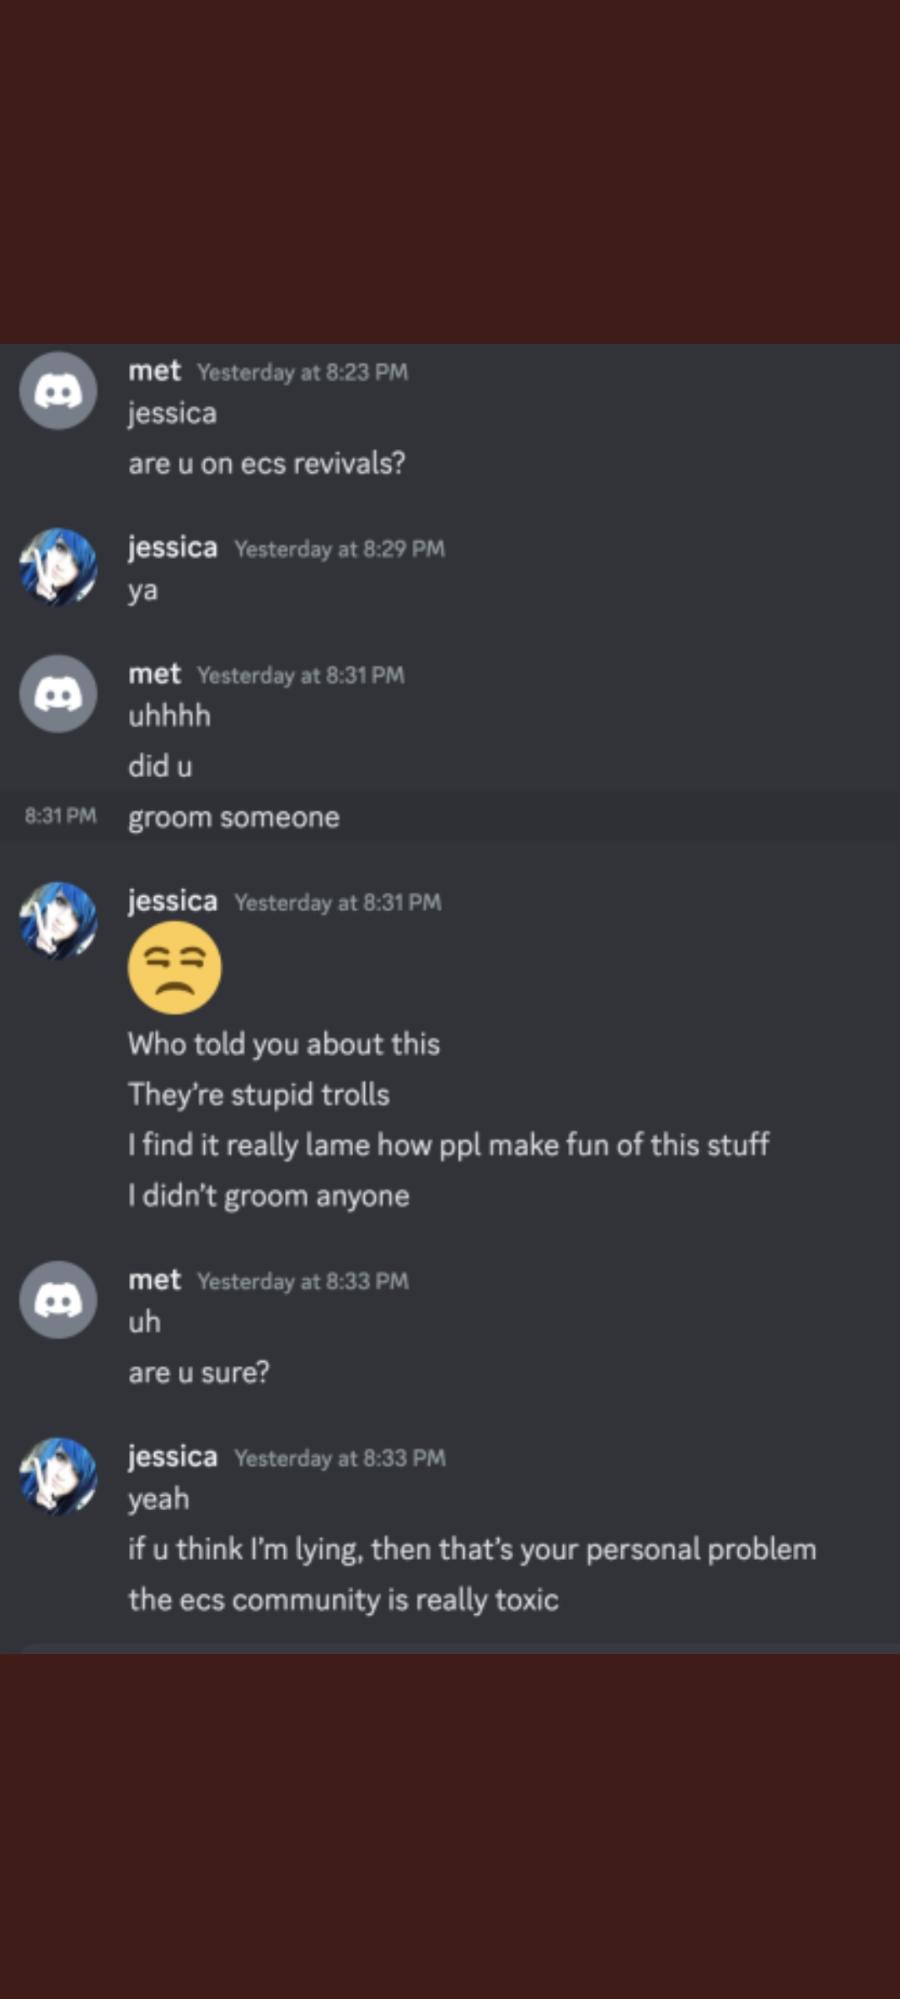 met Yesterday at 8:23 PM
jessica
are u on ecs revivals?
jessica Yesterday at 8:29 PM
ya
met Yesterday at 8:31 PM
uhhhh
did u
8:31 PM groom someone
jessica Yesterday at 8:31 PM
Who told you about this
They're stupid trolls
I find it really lame how ppl make fun of this stuff
I didn't groom anyone
met Yesterday at 8:33 PM
uh
are u sure?
jessica Yesterday at 8:33 PM
yeah
if u think I'm lying, then that's your personal problem
the ecs community is really toxic